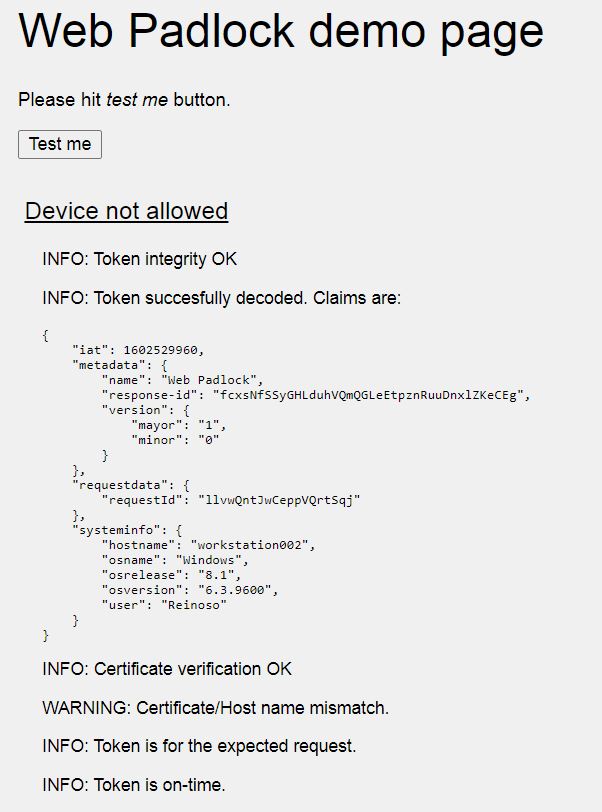 Web Padlock demo page
Please hit test me button.
Test me
Device not allowed
INFO: Token integrity OK
INFO: Token succesfully decoded. Claims are:
{
    "iat": 1602529960,
    "metadata": {
        "name": "Web Padlock",
        "response-id": "fcxsNfSSyGHLduhVQmQGLeEtpznRuuDnxlZKeCEg",
        "version": {
            "mayor": "1",
            "minor": "0"
        }
    },
    "requestdata": {
        "requestId": "llvwQntJwCeppVQrtSqj"
    },
    "systeminfo": {
        "hostname": "workstation002",
        "osname": "Windows",
        "osrelease": "8.1",
        "osversion": "6.3.9600",
        "user": "Reinoso"
    }
}
INFO: Certificate verification OK
WARNING: Certificate/Host name mismatch.
INFO: Token is for the expected request.
INFO: Token is on-time.